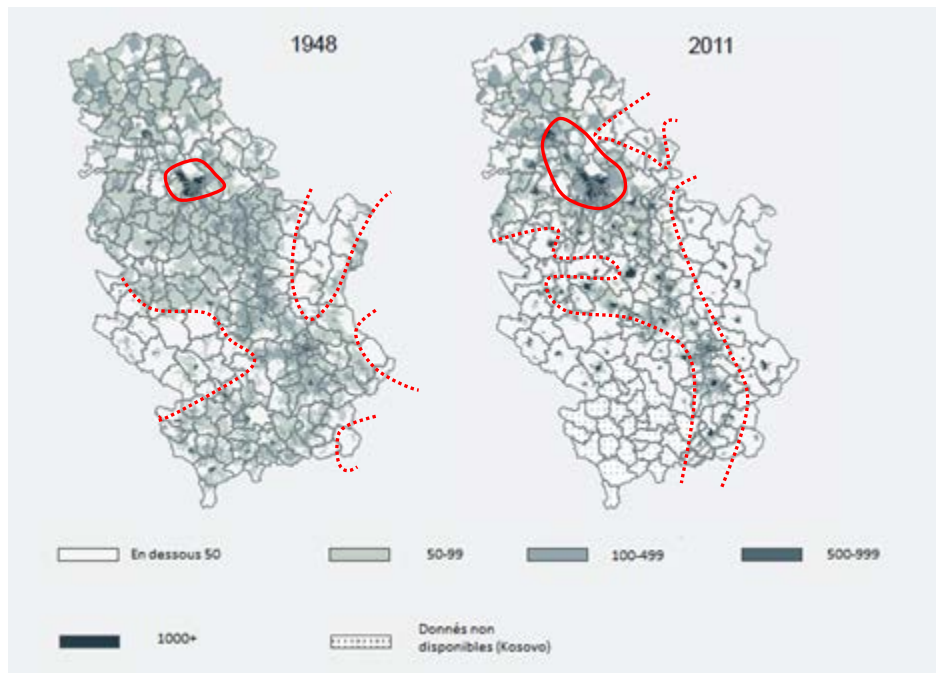 1948
2011
En dessous 50
50-99
100-499
500-999
1000+
Donnés non
disponibles (Kosovo)